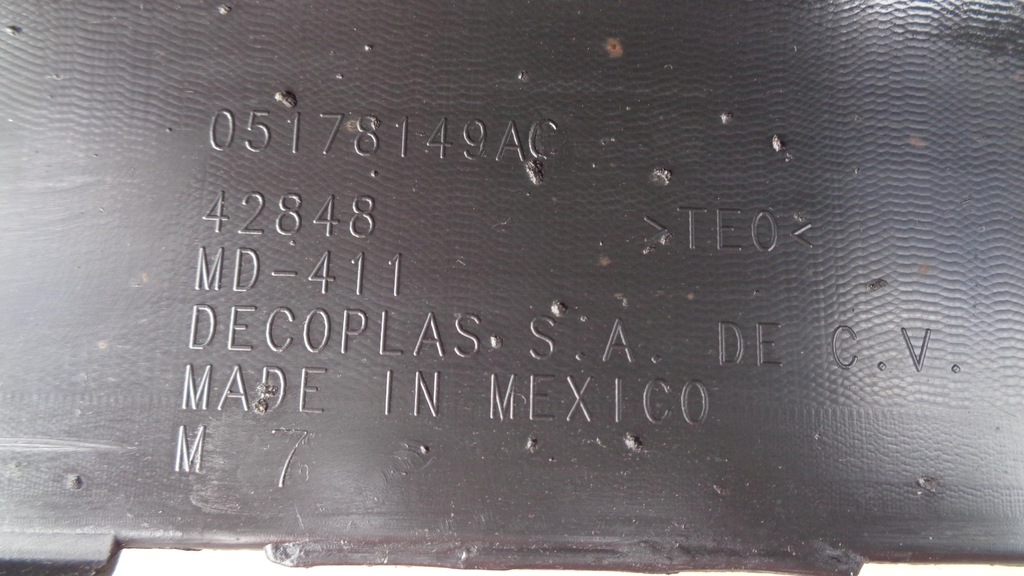 05178149AC
42848 >TEO<
MD-411
DECOPLAS S.A. DE C.V.
MADE IN MEXICO
M 7